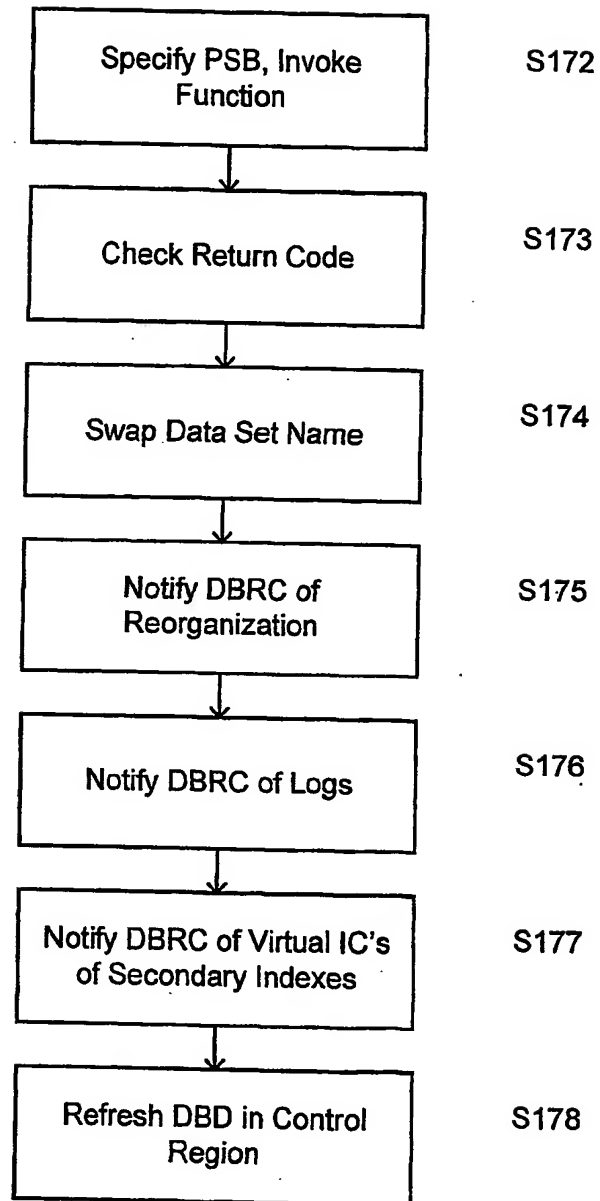 Specify PSB, Invoke
Function
S172
Check Return Code
S173
Swap Data Set Name
S174
Notify DBRC of
Reorganization
S175
Notify DBRC of Logs
S176
Notify DBRC of Virtual IC's
of Secondary Indexes
S177
Refresh DBD in Control
Region
S178